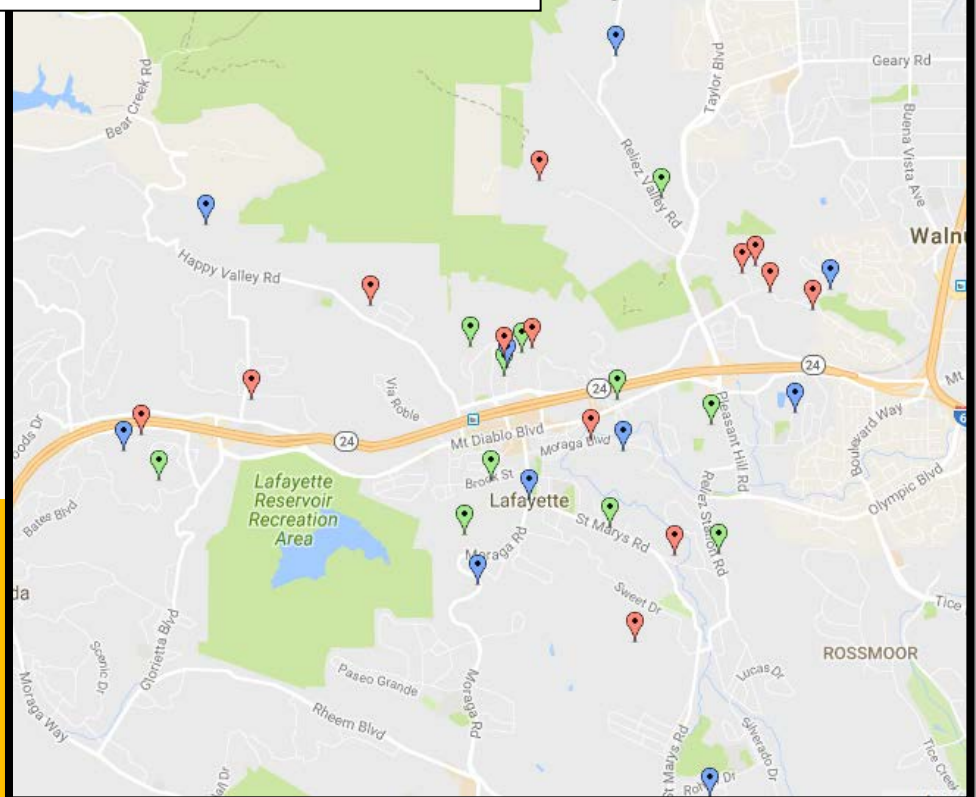 Geary Rd
Taylor Blvd
Bear Creek Rd
Buena Vista Ave
Reliez Valley Rd
Happy Valley Rd
24
Via Roble
24
Mt Diablo Blvd
Moraga Blvd
24
Pleasant Hill Rd
Boulevard Way
Olympic Blvd
Brook St
Lafayette
Lafayette
Reservoir
Recreation
Area
St Marys Rd
Reliez Station Rd
Moraga Rd
Bates Blvd
Sweet Dr
Tice
ROSSMOOR
Lucas Dr
Glorietta Blvd
Scenic Dr
Paseo Grande
Rheem Blvd
Moraga Rd
Moraga Way
St Marys Rd
Silverado Dr
Tice Creek
Mt